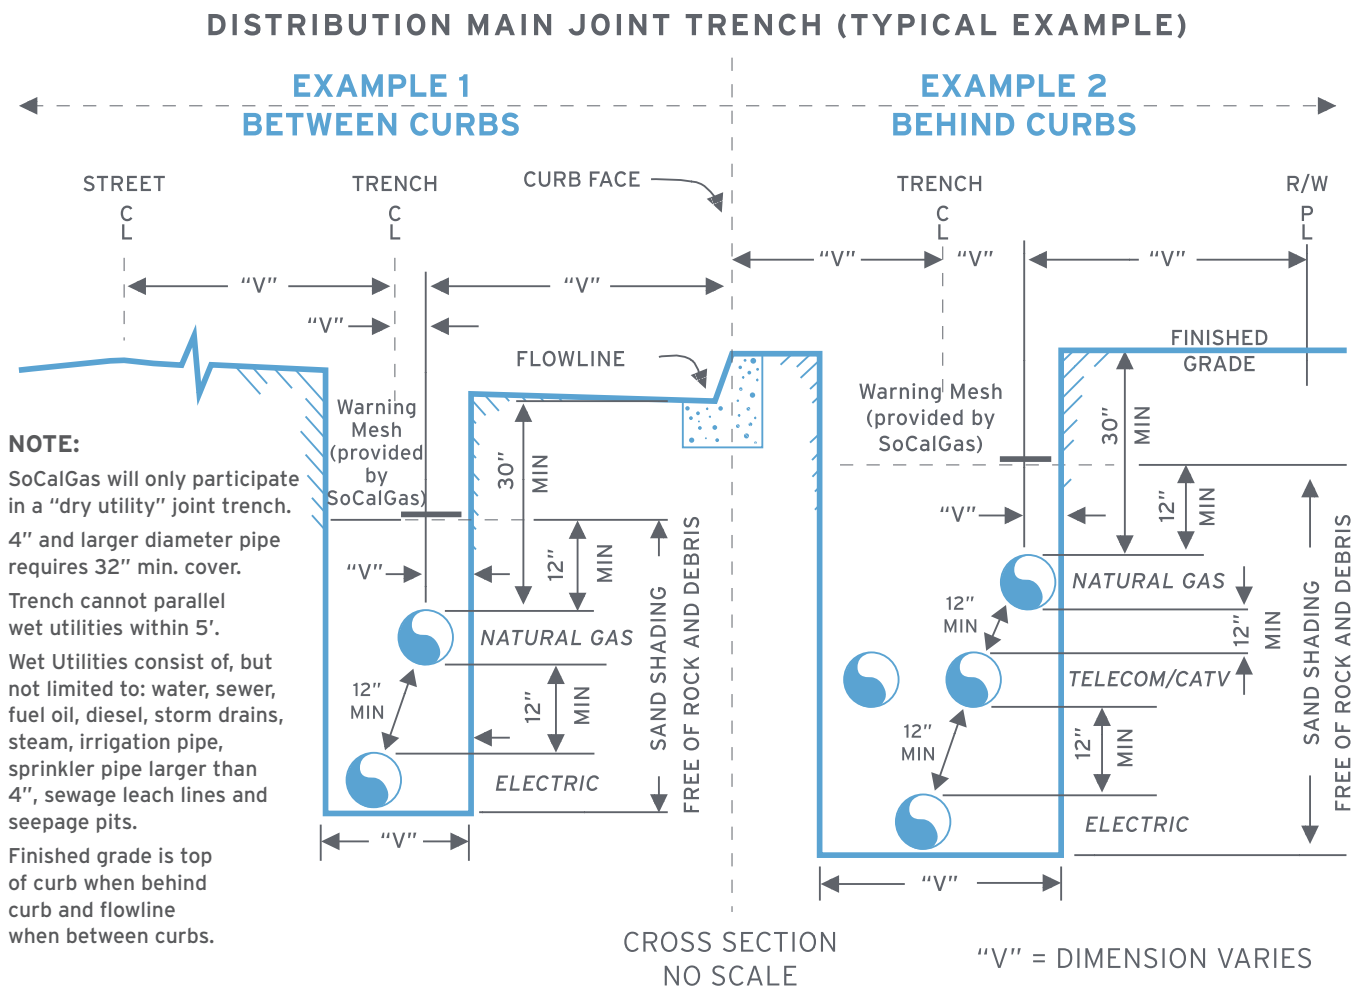 DISTRIBUTION MAIN JOINT TRENCH (TYPICAL EXAMPLE)
EXAMPLE 1
BETWEEN CURBS
EXAMPLE 2
BEHIND CURBS
STREET
C
L
TRENCH
C
L
CURB FACE
TRENCH
C
L
R/W
P
L
“V”
“V”
“V”
“V”
“V”
“V”
FLOWLINE
FINISHED
GRADE
Warning
Mesh
(provided
by
SoCalGas)
30”
MIN
“V”
12”
MIN
NATURAL GAS
12”
MIN
12”
MIN
ELECTRIC
SAND SHADING
FREE OF ROCK AND DEBRIS
“V”
Warning Mesh
(provided by
SoCalGas)
30”
MIN
“V”
12”
MIN
NATURAL GAS
12”
MIN
12”
MIN
TELECOM/CATV
12”
MIN
12”
MIN
ELECTRIC
SAND SHADING
FREE OF ROCK AND DEBRIS
“V”
NOTE:
SoCalGas will only participate
in a “dry utility” joint trench.
4” and larger diameter pipe
requires 32” min. cover.
Trench cannot parallel
wet utilities within 5’.
Wet Utilities consist of, but
not limited to: water, sewer,
fuel oil, diesel, storm drains,
steam, irrigation pipe,
sprinkler pipe larger than
4”, sewage leach lines and
seepage pits.
Finished grade is top
of curb when behind
curb and flowline
when between curbs.
CROSS SECTION
NO SCALE
“V” = DIMENSION VARIES